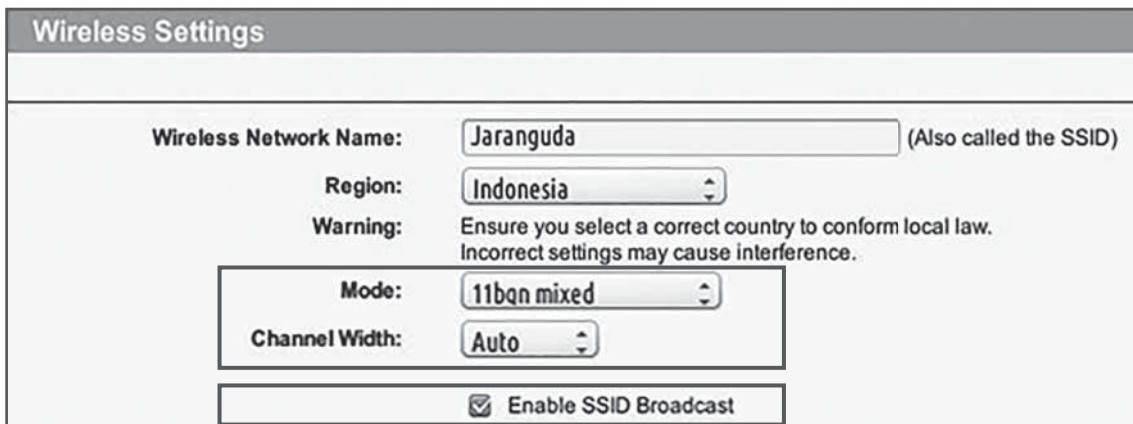 Wireless Settings
Wireless Network Name: Jaranguda (Also called the SSID)
Region: Indonesia
Warning: Ensure you select a correct country to conform local law.
Incorrect settings may cause interference.
Mode: 11bgn mixed
Channel Width: Auto
Enable SSID Broadcast